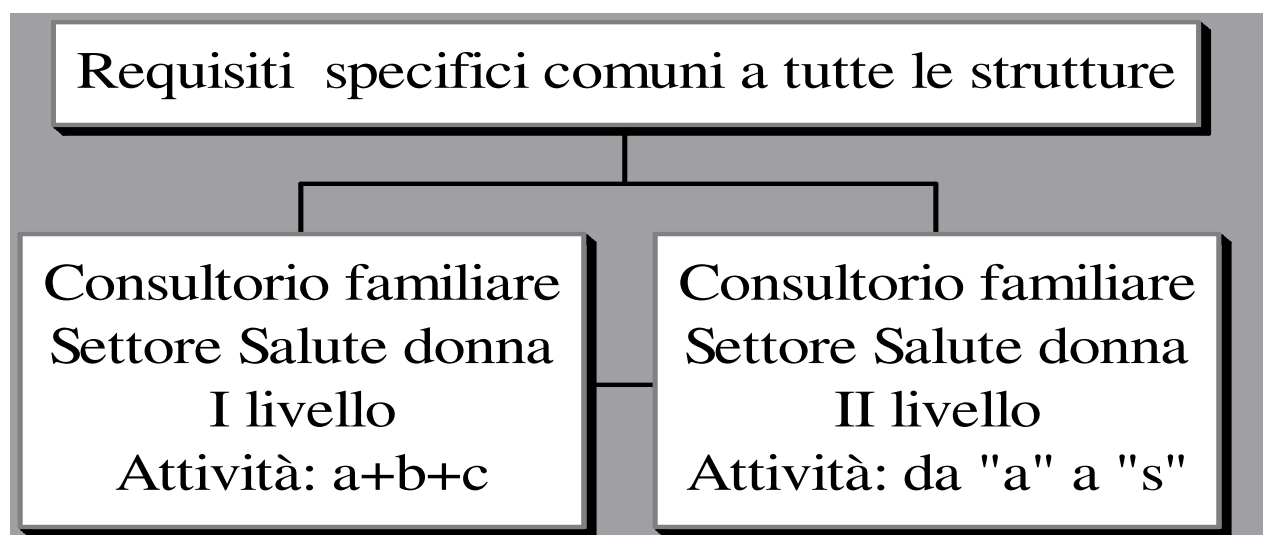 Requisiti specifici comuni a tutte le strutture
Consultorio familiare
Settore Salute donna
I livello
Attività: a+b+c
Consultorio familiare
Settore Salute donna
II livello
Attività: da "a" a "s"